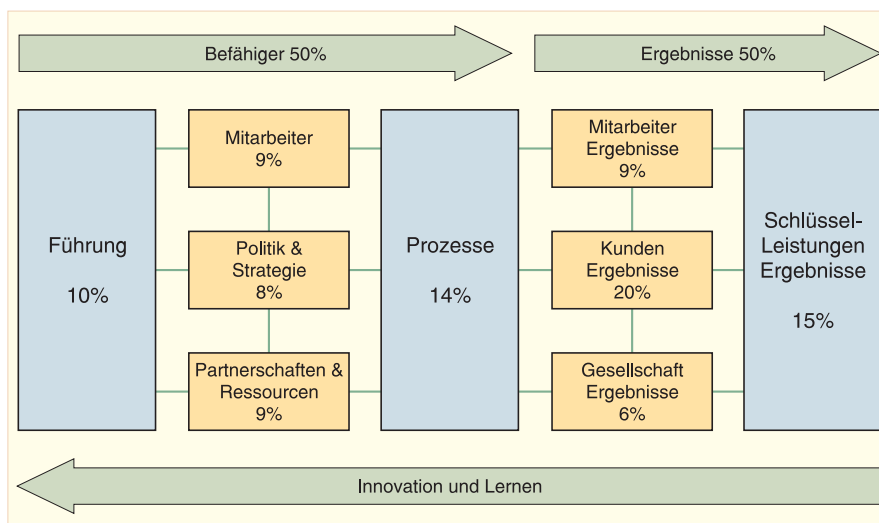 Befähiger 50%
Ergebnisse 50%
Führung
10%
Mitarbeiter
9%
Politik &
Strategie
8%
Partnerschaften &
Ressourcen
9%
Prozesse
14%
Mitarbeiter
Ergebnisse
9%
Kunden
Ergebnisse
20%
Gesellschaft
Ergebnisse
6%
Schlüssel-
Leistungen
Ergebnisse
15%
Innovation und Lernen